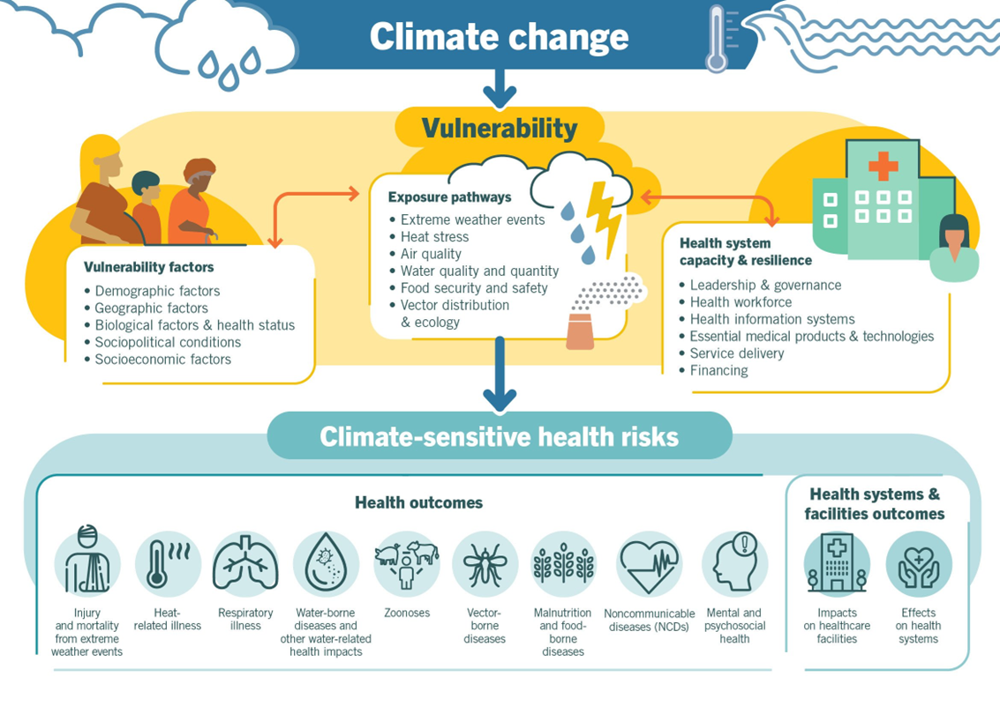 Climate change
Vulnerability
Vulnerability factors
• Demographic factors
• Geographic factors
• Biological factors & health status
• Sociopolitical conditions
• Socioeconomic factors
Exposure pathways
• Extreme weather events
• Heat stress
• Air quality
• Water quality and quantity
• Food security and safety
• Vector distribution
& ecology
Health system
capacity & resilience
• Leadership & governance
• Health workforce
• Health information systems
• Essential medical products & technologies
• Service delivery
• Financing
Climate-sensitive health risks
Health outcomes
Injury
and mortality
from extreme
weather events
Heat-
related illness
Respiratory
illness
Water-borne
diseases and
other water-related
health impacts
Zoonoses
Vector-
borne
diseases
Malnutrition
and food-
borne
diseases
Noncommunicable
diseases (NCDs)
Mental and
psychosocial
health
Health systems &
facilities outcomes
Impacts
on healthcare
facilities
Effects
on health
systems